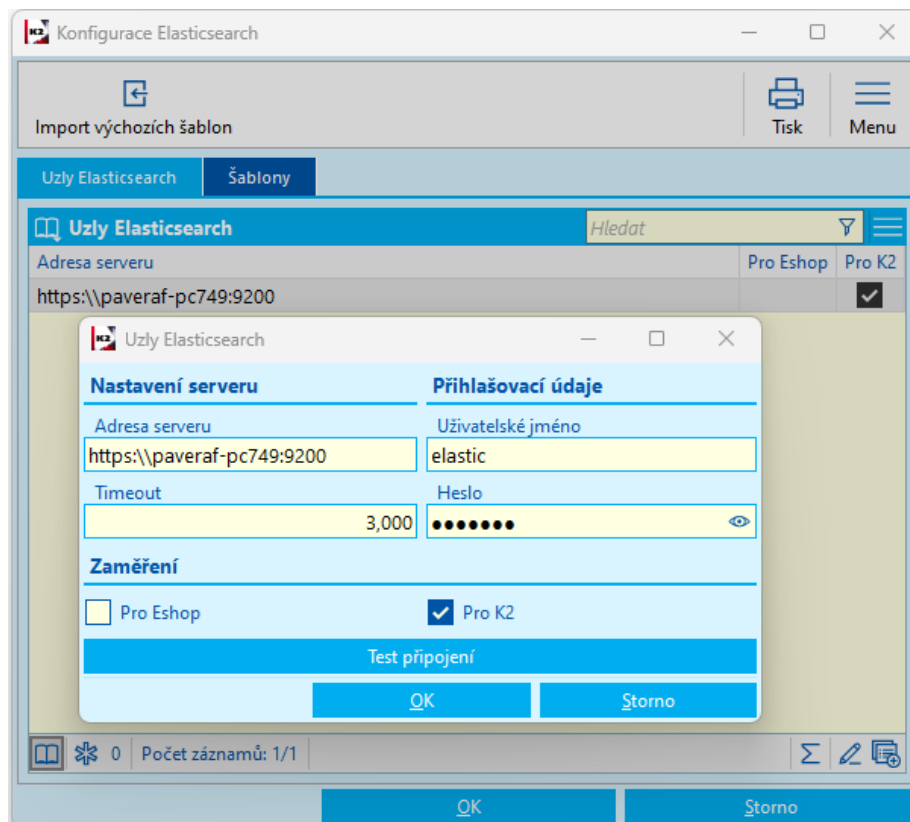 K2 Konfigurace Elasticsearch
Import výchozích šablon
Tisk
Menu
Uzly Elasticsearch
Šablony
Uzly Elasticsearch
Hledat
Adresa serveru
Pro Eshop
Pro K2
https:\\paveraf-pc749:9200
K2 Uzly Elasticsearch
Nastavení serveru
Přihlašovací údaje
Adresa serveru
Uživatelské jméno
https:\\paveraf-pc749:9200
elastic
Timeout
Heslo
3,000
●●●●●●●
Zaměření
Pro Eshop
Pro K2
Test připojení
OK
Storno
0
Počet záznamů: 1/1
Σ
OK
Storno